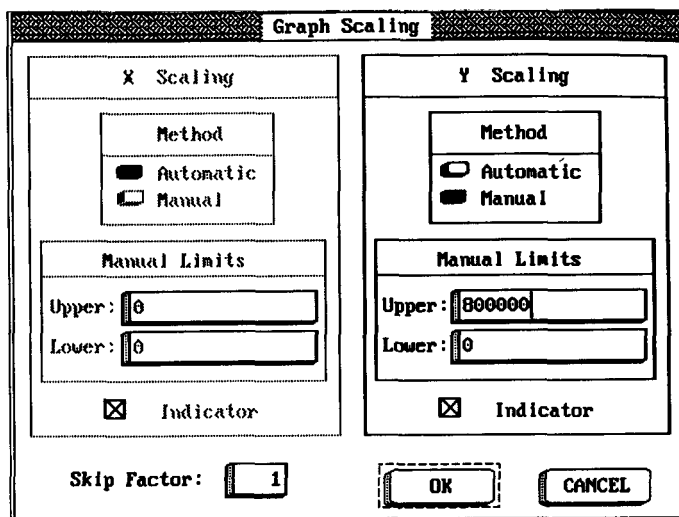 Graph Scaling
X Scaling
Method
Automatic
Manual
Manual Limits
Upper: 0
Lower: 0
Indicator
Y Scaling
Method
Automatic
Manual
Manual Limits
Upper: 800000
Lower: 0
Indicator
Skip Factor: 1
OK
CANCEL